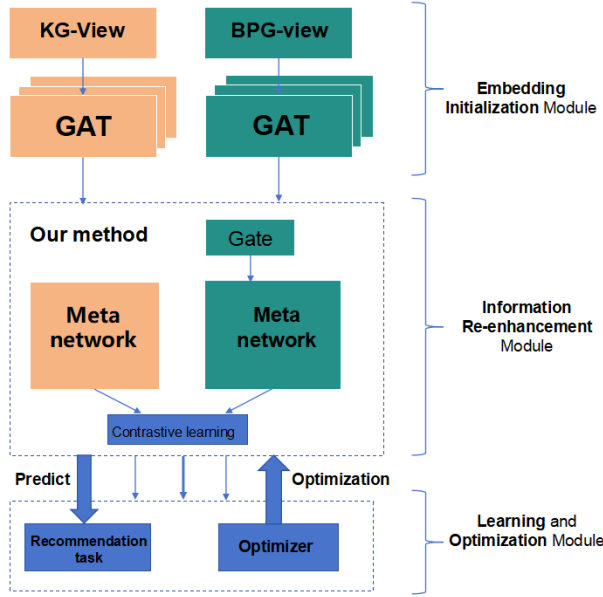 KG-View
BPG-view
GAT
GAT
Embedding
Initialization Module
Our method
Gate
Meta
network
Meta
network
Information
Re-enhancement
Module
Contrastive learning
Predict
Optimization
Recommendation
task
Optimizer
Learning and
Optimization Module